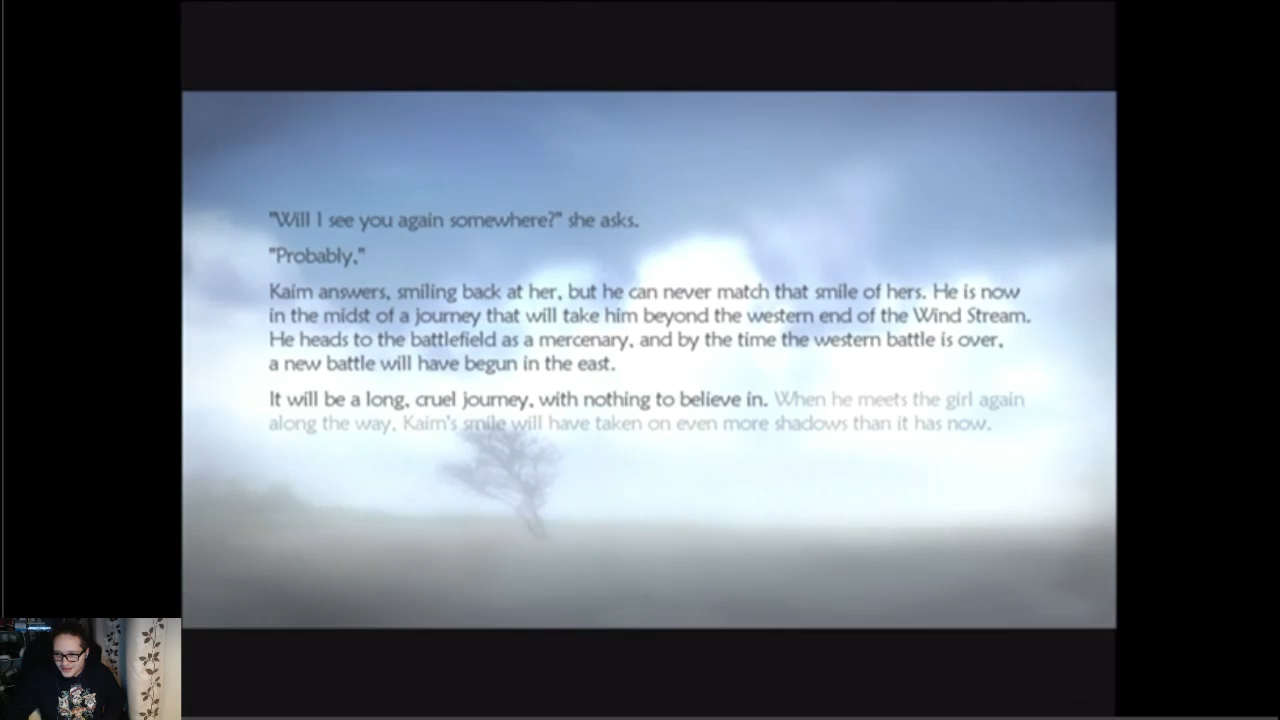 "Will I see you again somewhere?" she asks.
"Probably,"
Kaim answers, smiling back at her, but he can never match that smile of hers. He is now
in the midst of a journey that will take him beyond the western end of the Wind Stream.
He heads to the battlefield as a mercenary, and by the time the western battle is over,
a new battle will have begun in the east.
It will be a long, cruel journey, with nothing to believe in. When he meets the girl again
along the way, Kaim's smile will have taken on even more shadows than it has now.